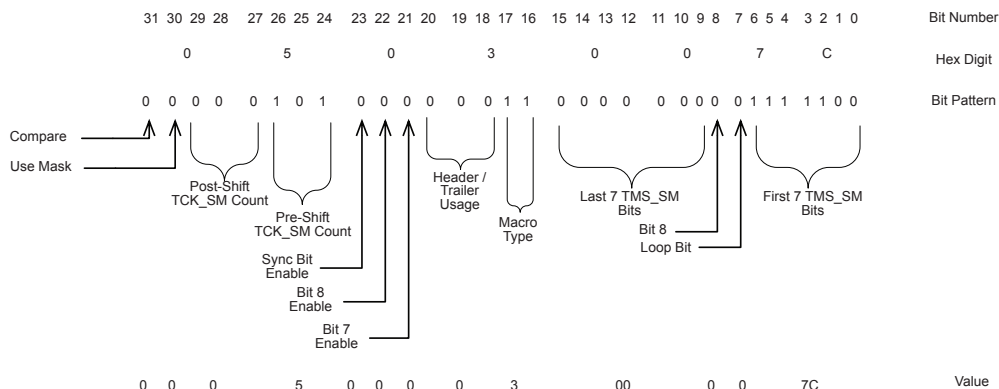 31 30 29 28 27 26 25 24 23 22 21 20 19 18 17 16 15 14 13 12 11 10 9 8 7 6 5 4 3 2 1 0 Bit Number
0 5 0 3 0 0 7 C Hex Digit
0 0 0 0 0 1 0 1 0 0 0 0 0 0 1 1 0 0 0 0 0 0 0 0 0 1 1 1 1 1 0 0 Bit Pattern
Compare
Use Mask
Post-Shift
TCK_SM Count
Pre-Shift
TCK_SM Count
Sync Bit
Enable
Bit 8
Enable
Bit 7
Enable
Header /
Trailer
Usage
Macro
Type
Last 7 TMS_SM
Bits
Bit 8
Loop Bit
First 7 TMS_SM
Bits
0 0 0 5 0 0 0 0 3 00 0 0 7C Value